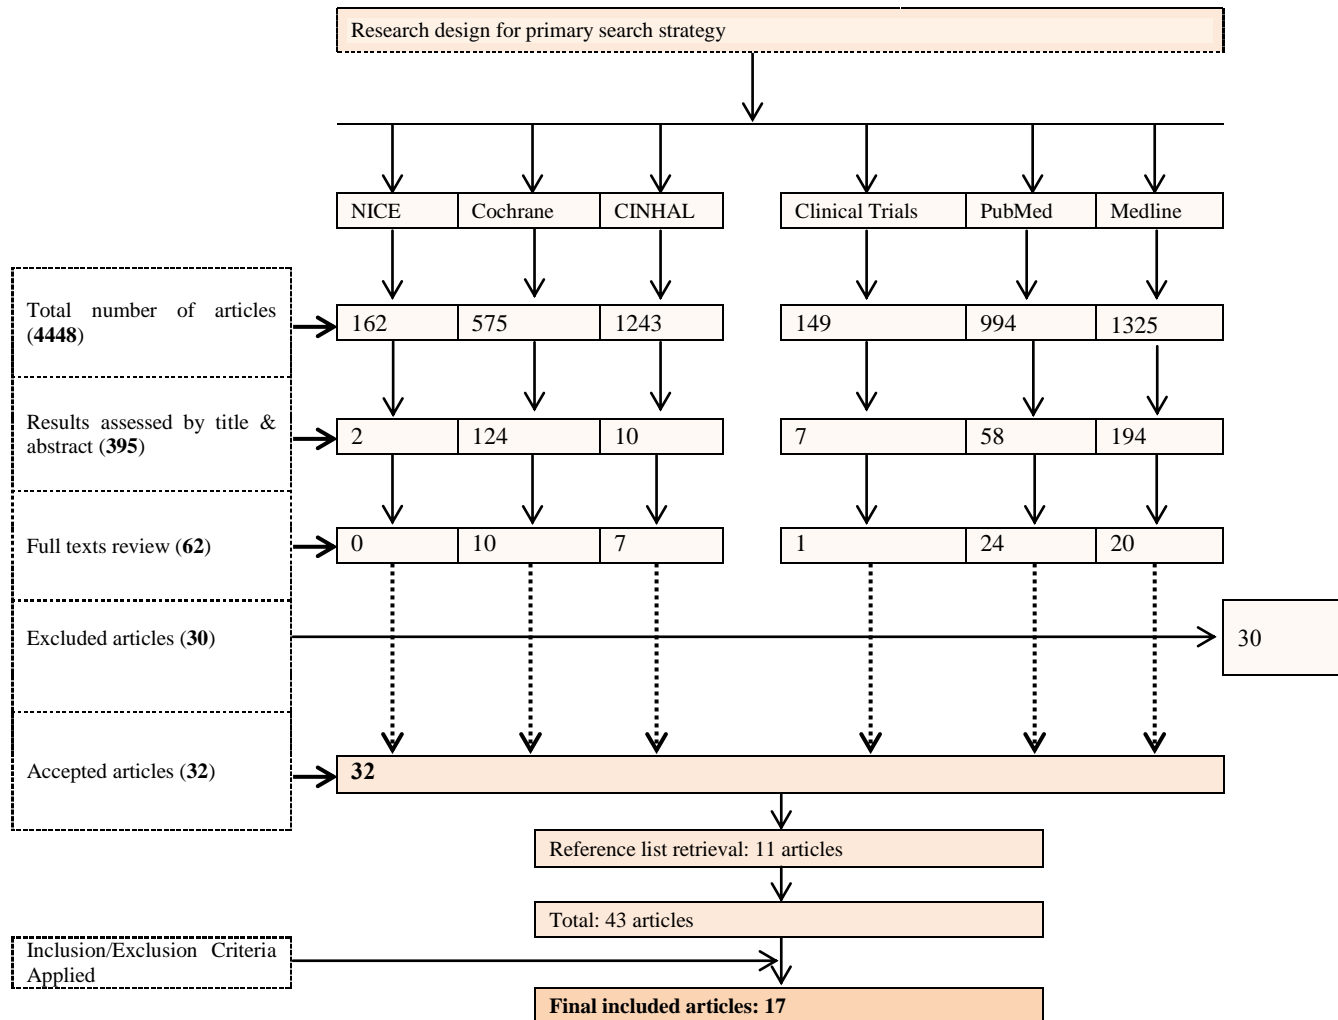 Research design for primary search strategy
NICE Cochrane CINHAL Clinical Trials PubMed Medline
Total number of articles
(4448)
162 575 1243 149 994 1325
Results assessed by title &
abstract (395)
2 124 10 7 58 194
Full texts review (62)
0 10 7 1 24 20
Excluded articles (30)
30
Accepted articles (32)
32
Reference list retrieval: 11 articles
Total: 43 articles
Inclusion/Exclusion Criteria
Applied
Final included articles: 17